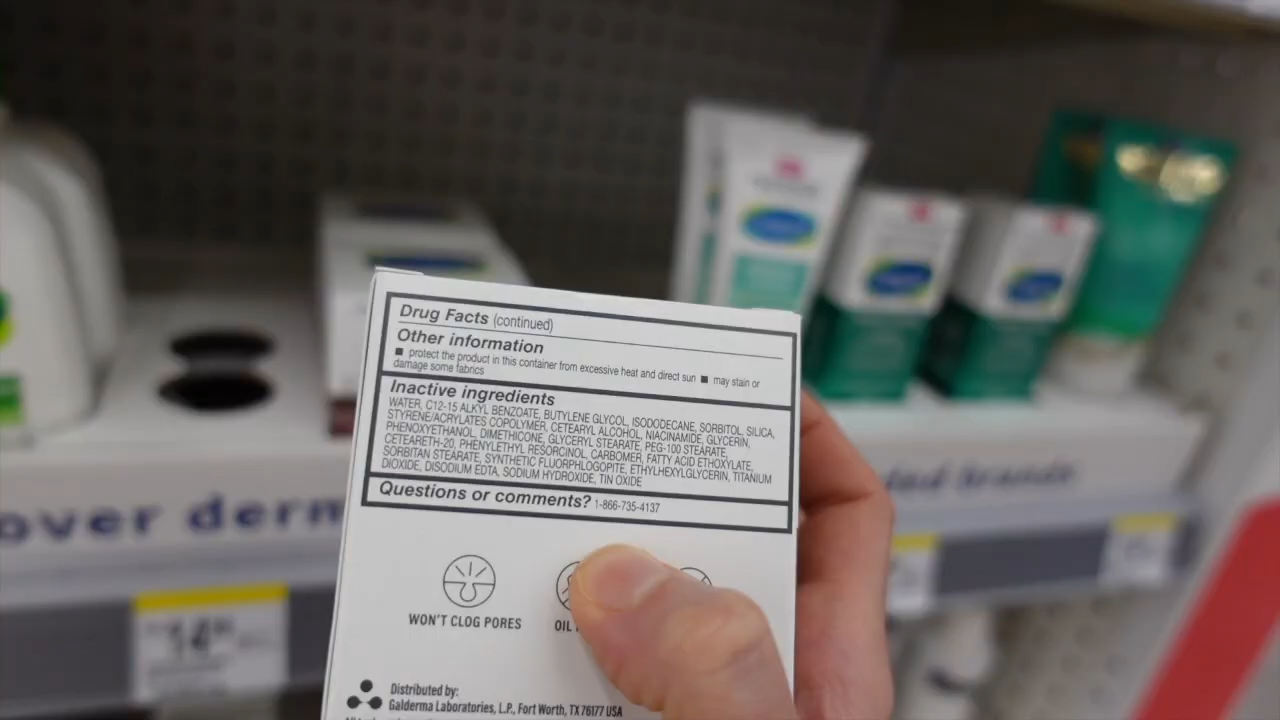 Drug Facts (continued)
Other information
■ protect the product in this container from excessive heat and direct sun ■ may stain or
damage some fabrics
Inactive ingredients
WATER, C12-15 ALKYL BENZOATE, BUTYLENE GLYCOL, ISODODECANE, SORBITOL, SILICA,
STYRENE/ACRYLATES COPOLYMER, CETEARYL ALCOHOL, NIACINAMIDE, GLYCERIN,
PHENOXYETHANOL, DIMETHICONE, GLYCERYL STEARATE, PEG-100 STEARATE,
CETEARETH-20, PHENYLETHYL RESORCINOL, CARBOMER, FATTY ACID ETHOXYLATE,
SORBITAN STEARATE, SYNTHETIC FLUORPHLOGOPITE, ETHYLHEXYLGLYCERIN, TITANIUM
DIOXIDE, DISODIUM EDTA, SODIUM HYDROXIDE, TIN OXIDE
Questions or comments? 1-866-735-4137
WON'T CLOG PORES
OIL
Distributed by:
Galderma Laboratories, L.P., Fort Worth, TX 76177 USA
over derm
brands
14